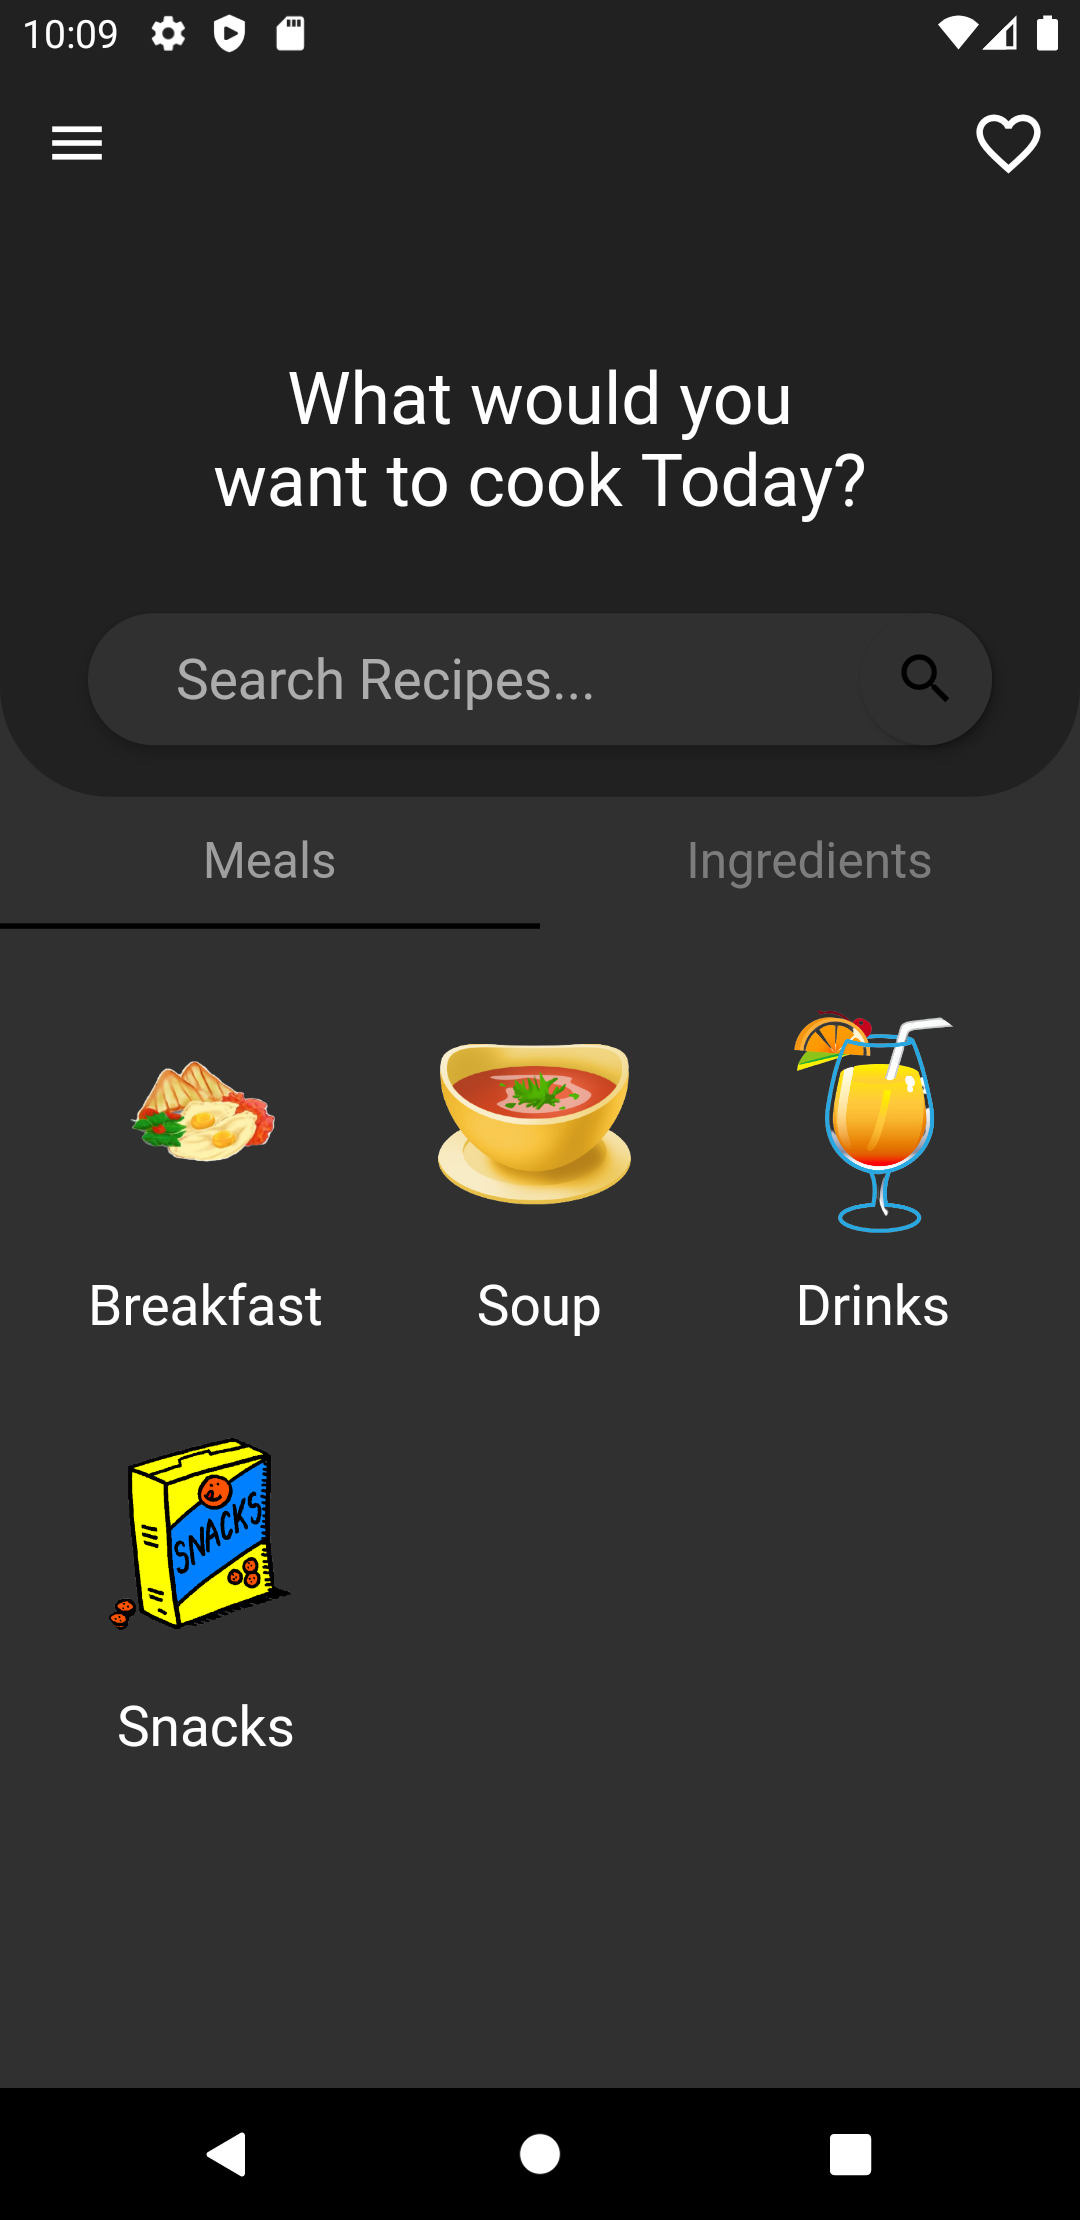 10:09
What would you
want to cook Today?
Search Recipes...
Meals Ingredients
Breakfast Soup Drinks
SNACKS
Snacks